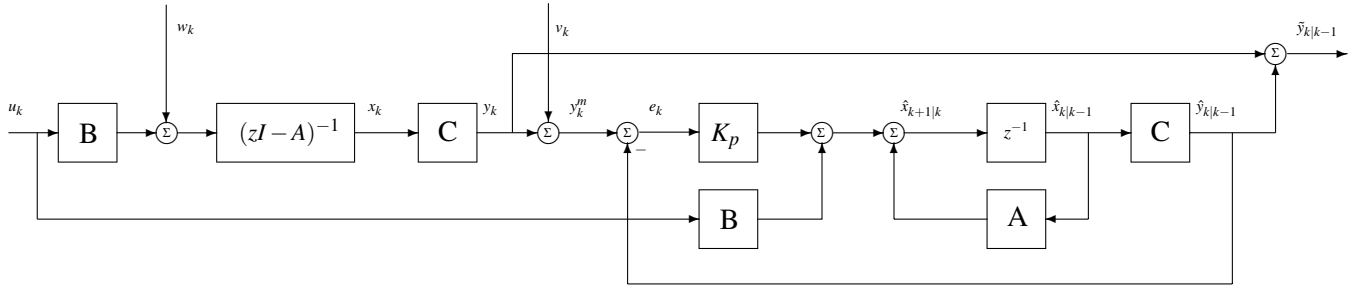 w_k
v_k
ỹ_{k|k−1}
Σ
u_k
x_k
y_k
y_k^m
e_k
x̂_{k+1|k}
x̂_{k|k−1}
ŷ_{k|k−1}
B
Σ
(zI − A)^{−1}
C
Σ
Σ
−
K_p
Σ
Σ
z^{−1}
C
B
A